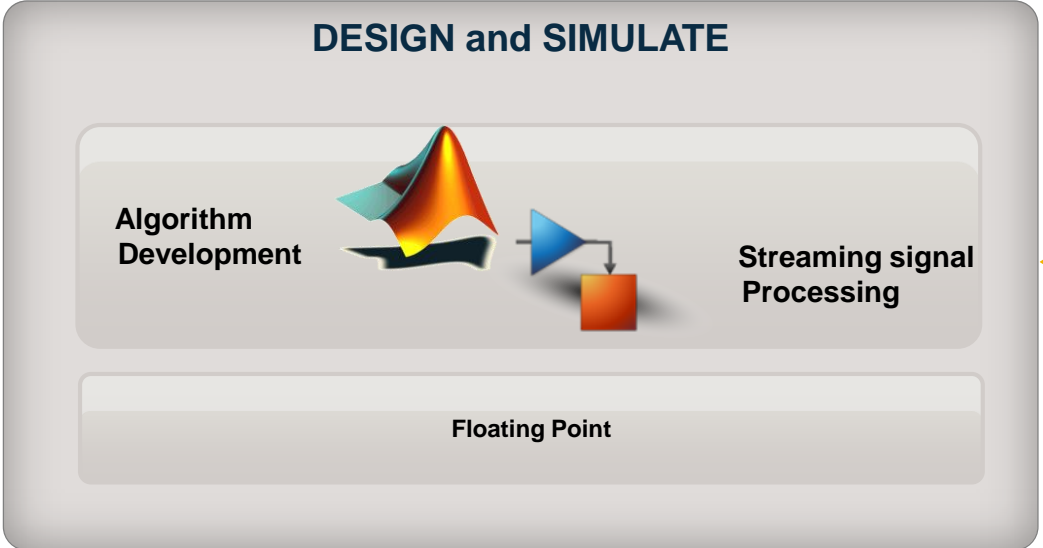 DESIGN and SIMULATE
Algorithm
Development
Streaming signal
Processing
Floating Point